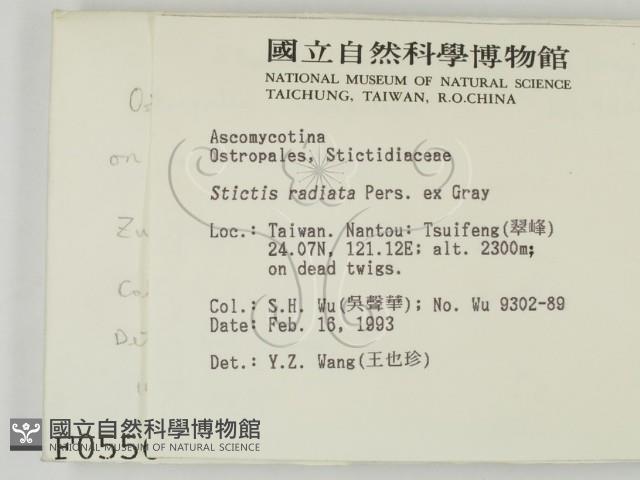 國立自然科學博物館
NATIONAL MUSEUM OF NATURAL SCIENCE
TAICHUNG, TAIWAN, R.O.CHINA
Ascomycotina
Ostropales, Stictidiaceae
Stictis radiata Pers. ex Gray
Loc.: Taiwan. Nantou: Tsuifeng(翠峰)
24.07N, 121.12E; alt. 2300m;
on dead twigs.
Col.: S.H. Wu(吳聲華); No. Wu 9302-89
Date: Feb. 16, 1993
Det.: Y.Z. Wang(王也珍)
on
國立自然科學博物館
NATIONAL MUSEUM OF NATURAL SCIENCE